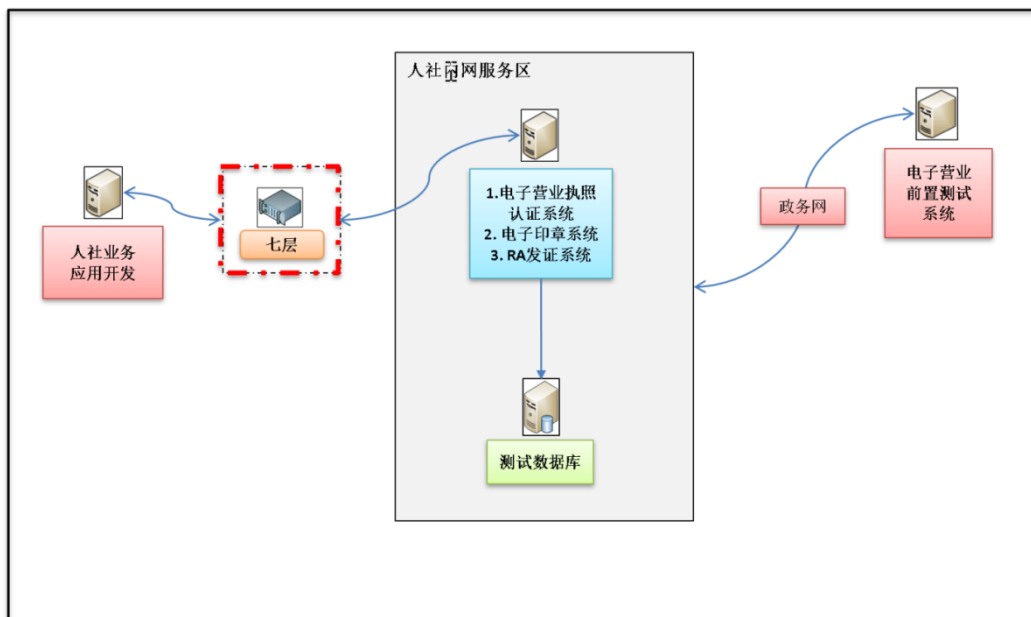 人社内网服务区
人社业务
应用开发
七层
1.电子营业执照
认证系统
2. 电子印章系统
3. RA发证系统
测试数据库
政务网
电子营业
前置测试
系统